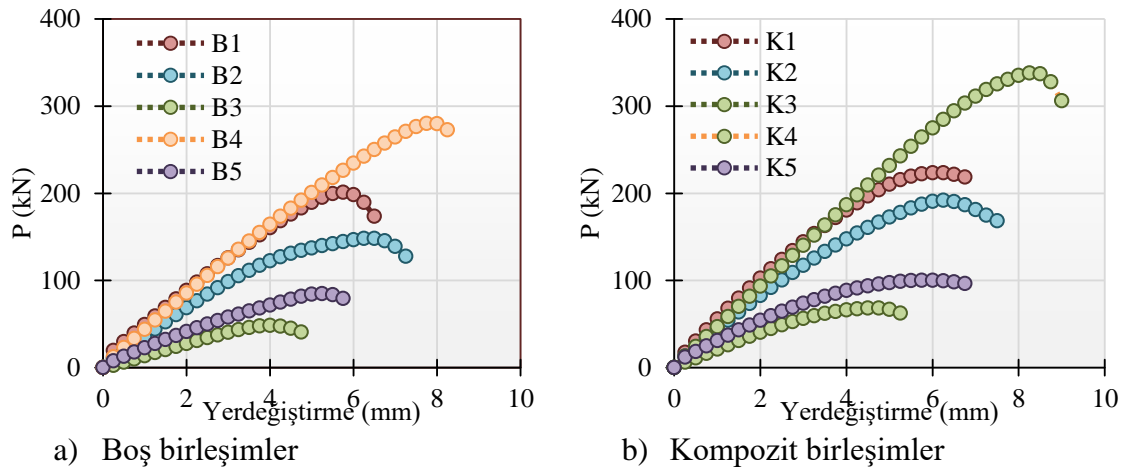 400
300
200
100
0
P (kN)
B1
B2
B3
B4
B5
0 2 4 6 8 10
Yerdeğiştirme (mm)
a) Boş birleşimler
400
300
200
100
0
P (kN)
K1
K2
K3
K4
K5
0 2 4 6 8 10
Yerdeğiştirme (mm)
b) Kompozit birleşimler